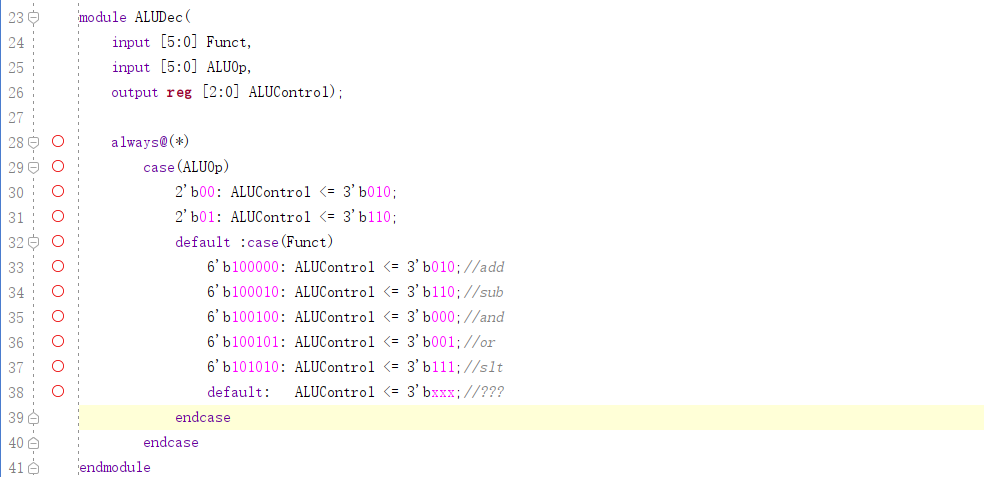 23 module ALUDec(
24     input [5:0] Funct,
25     input [5:0] ALUOp,
26     output reg [2:0] ALUControl);
27
28     always@(*)
29         case(ALUOp)
30             2'b00: ALUControl <= 3'b010;
31             2'b01: ALUControl <= 3'b110;
32             default :case(Funct)
33                 6'b100000: ALUControl <= 3'b010;//add
34                 6'b100010: ALUControl <= 3'b110;//sub
35                 6'b100100: ALUControl <= 3'b000;//and
36                 6'b100101: ALUControl <= 3'b001;//or
37                 6'b101010: ALUControl <= 3'b111;//slt
38                 default:   ALUControl <= 3'bxxx;//???
39             endcase
40         endcase
41 endmodule